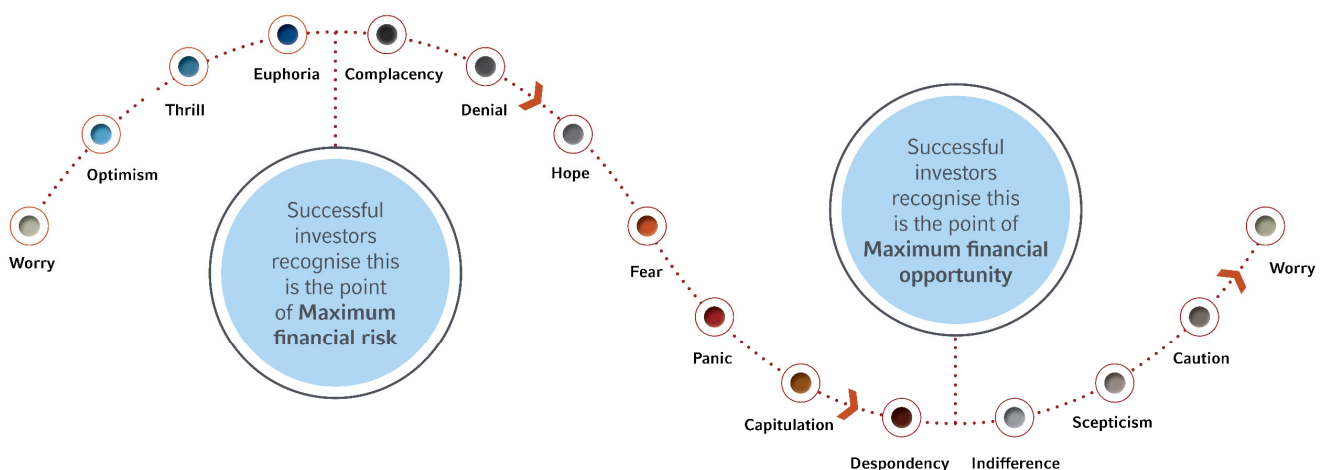 Worry
Optimism
Thrill
Euphoria
Complacency
Denial
Hope
Fear
Panic
Capitulation
Despondency
Indifference
Scepticism
Caution
Worry
Successful
investors
recognise this
is the point
of Maximum
financial risk
Successful
investors
recognise this
is the point of
Maximum financial
opportunity